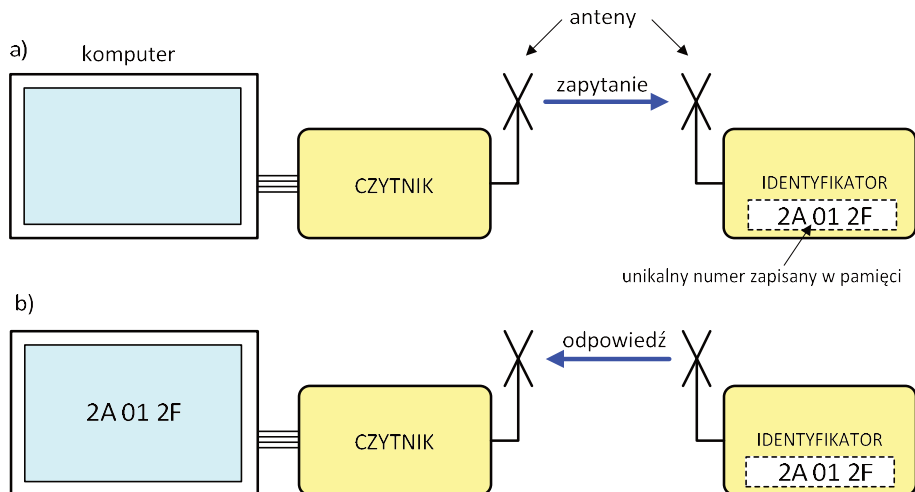 anteny
a)
komputer
zapytanie
CZYTNIK
IDENTYFIKATOR
2A 01 2F
unikalny numer zapisany w pamięci
b)
odpowiedź
2A 01 2F
CZYTNIK
IDENTYFIKATOR
2A 01 2F